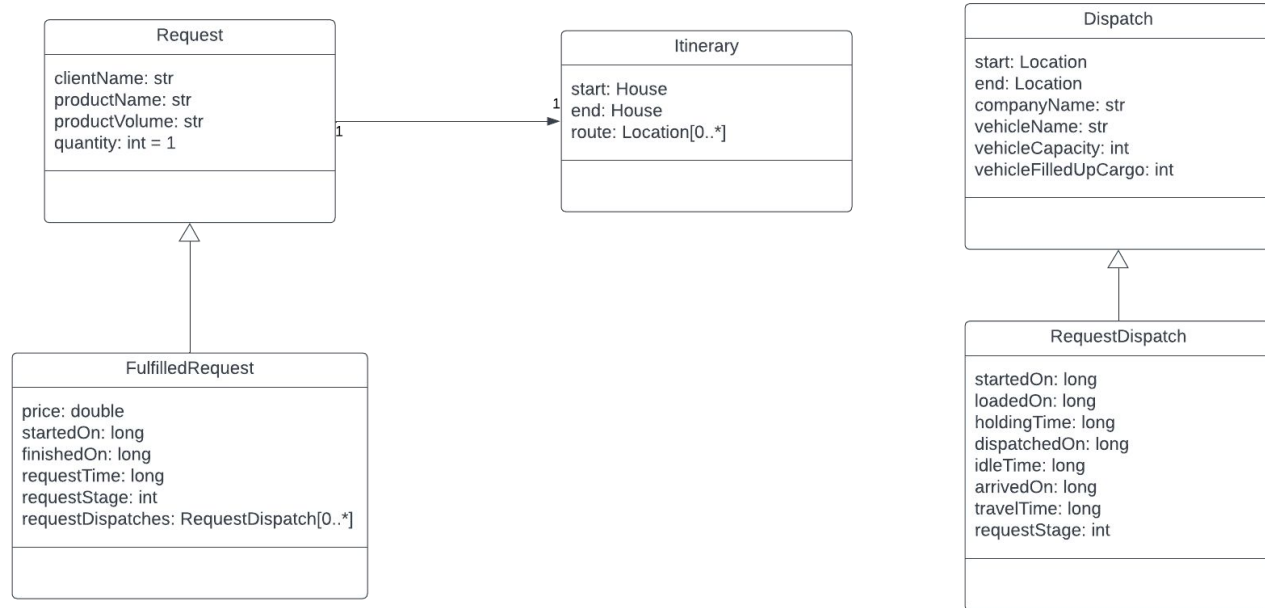 Request
clientName: str
productName: str
productVolume: str
quantity: int = 1
1
1
Itinerary
start: House
end: House
route: Location[0..*]
Dispatch
start: Location
end: Location
companyName: str
vehicleName: str
vehicleCapacity: int
vehicleFilledUpCargo: int
FulfilledRequest
price: double
startedOn: long
finishedOn: long
requestTime: long
requestStage: int
requestDispatches: RequestDispatch[0..*]
RequestDispatch
startedOn: long
loadedOn: long
holdingTime: long
dispatchedOn: long
idleTime: long
arrivedOn: long
travelTime: long
requestStage: int